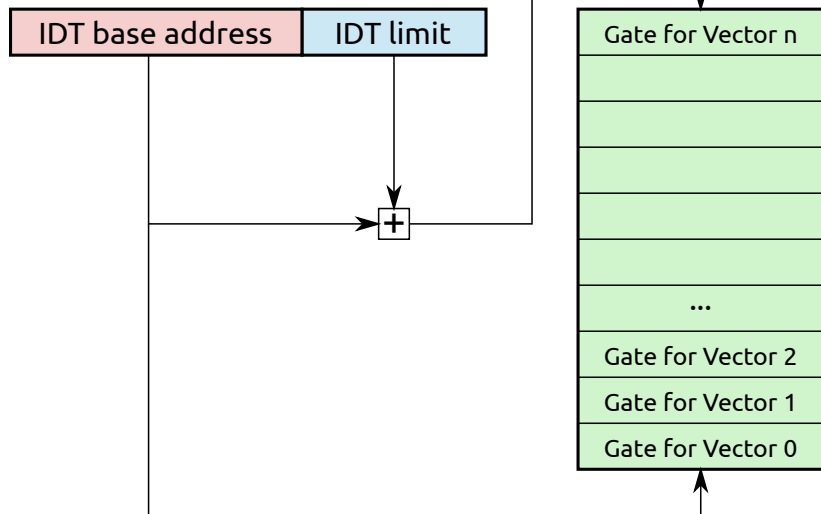 IDT base address
IDT limit
+
Gate for Vector n
...
Gate for Vector 2
Gate for Vector 1
Gate for Vector 0